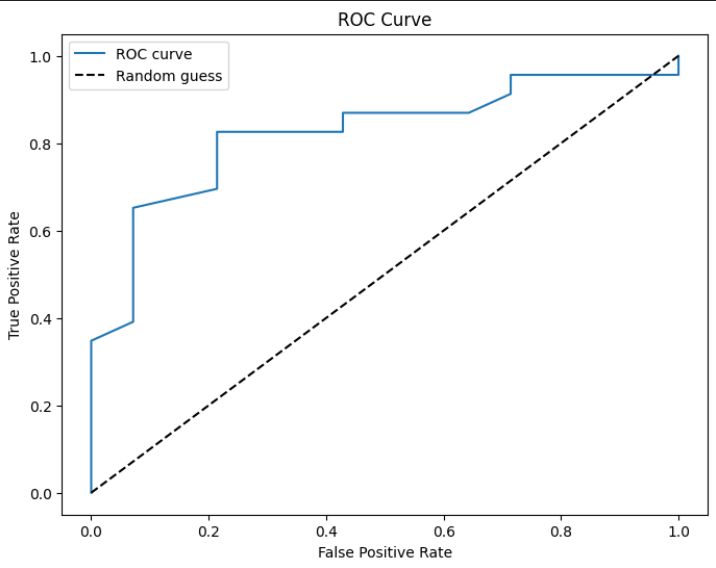 ROC Curve
ROC curve
Random guess
1.0
0.8
0.6
0.4
0.2
0.0
True Positive Rate
0.0 0.2 0.4 0.6 0.8 1.0
False Positive Rate